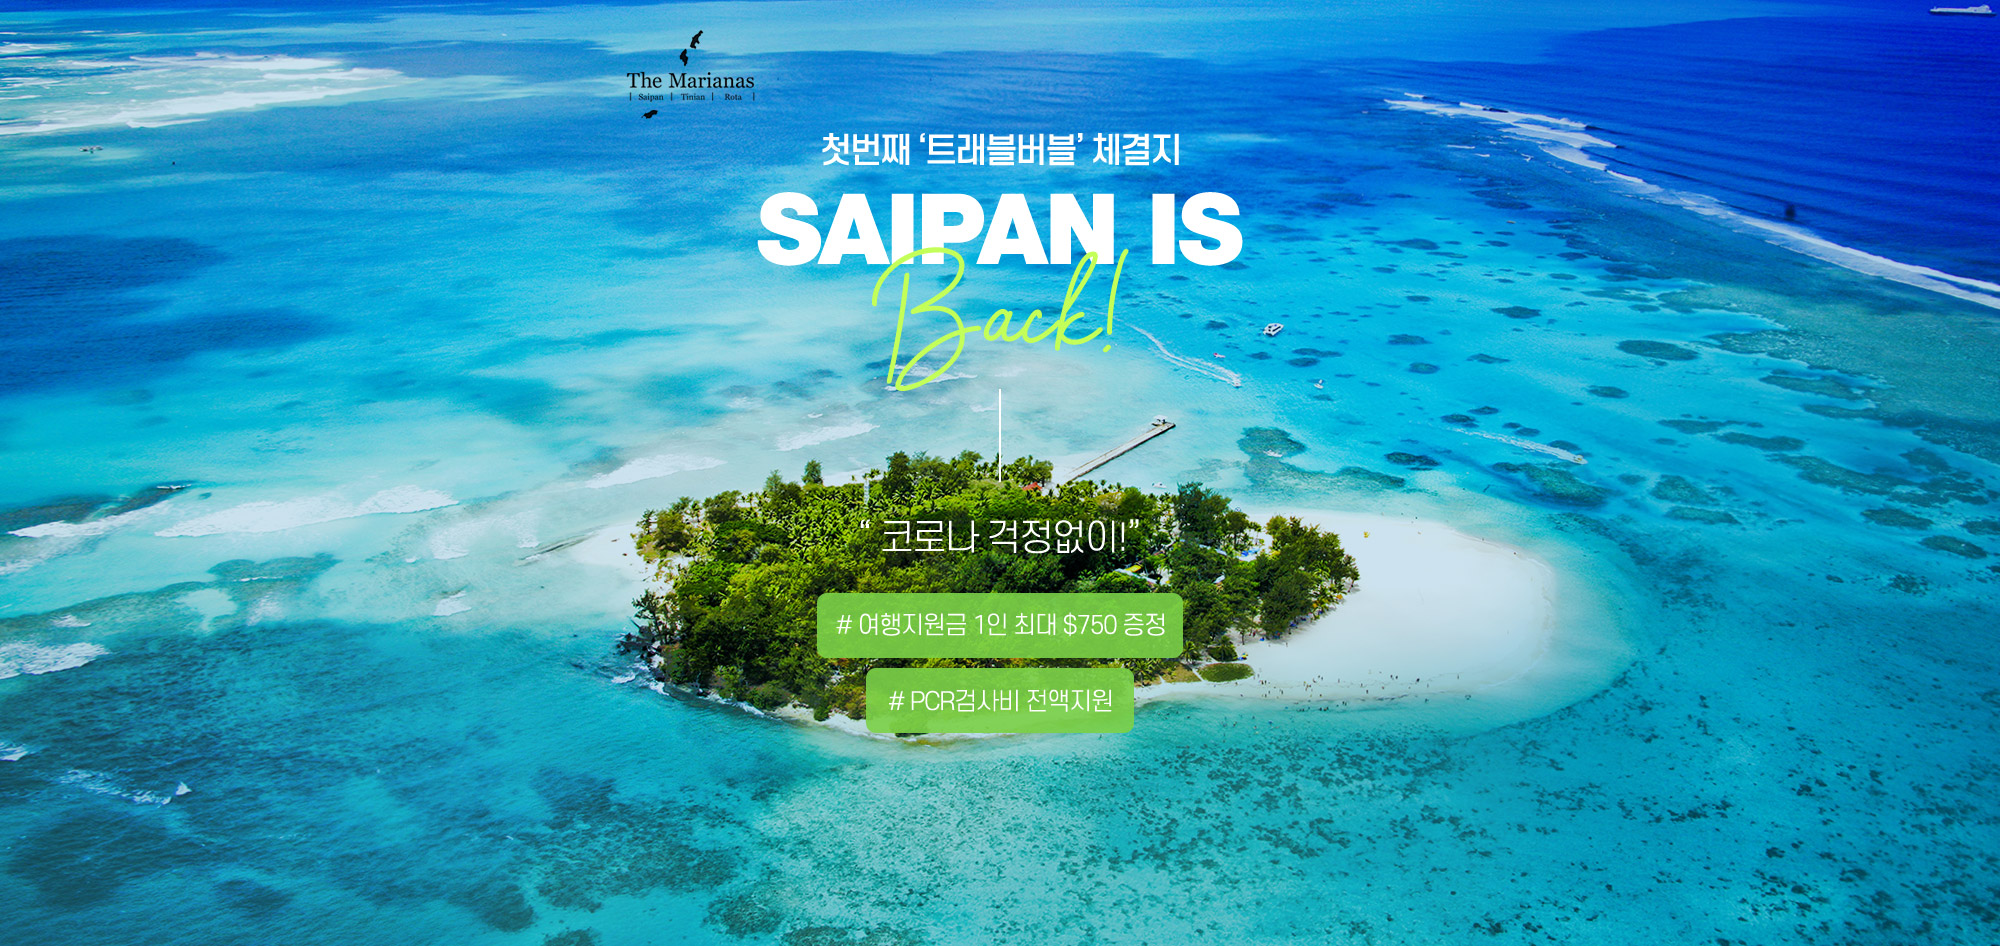 The Marianas
| Saipan | Tinian | Rota |
첫번째 ‘트래블버블’ 체결지
SAIPAN IS
Back!
“ 코로나 걱정없이!”
# 여행지원금 1인 최대 $750 증정
# PCR검사비 전액지원